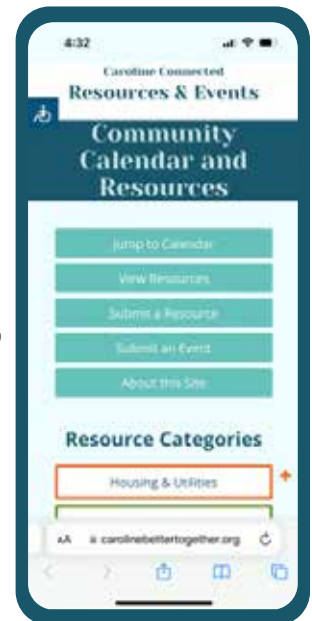 4:32
Caroline Connected
Resources & Events
Community
Calendar and
Resources
Jump to Calendar
View Resources
Submit a Resource
Submit an Event
About this Site
Resource Categories
Housing & Utilities
AA carolinebettertogether.org